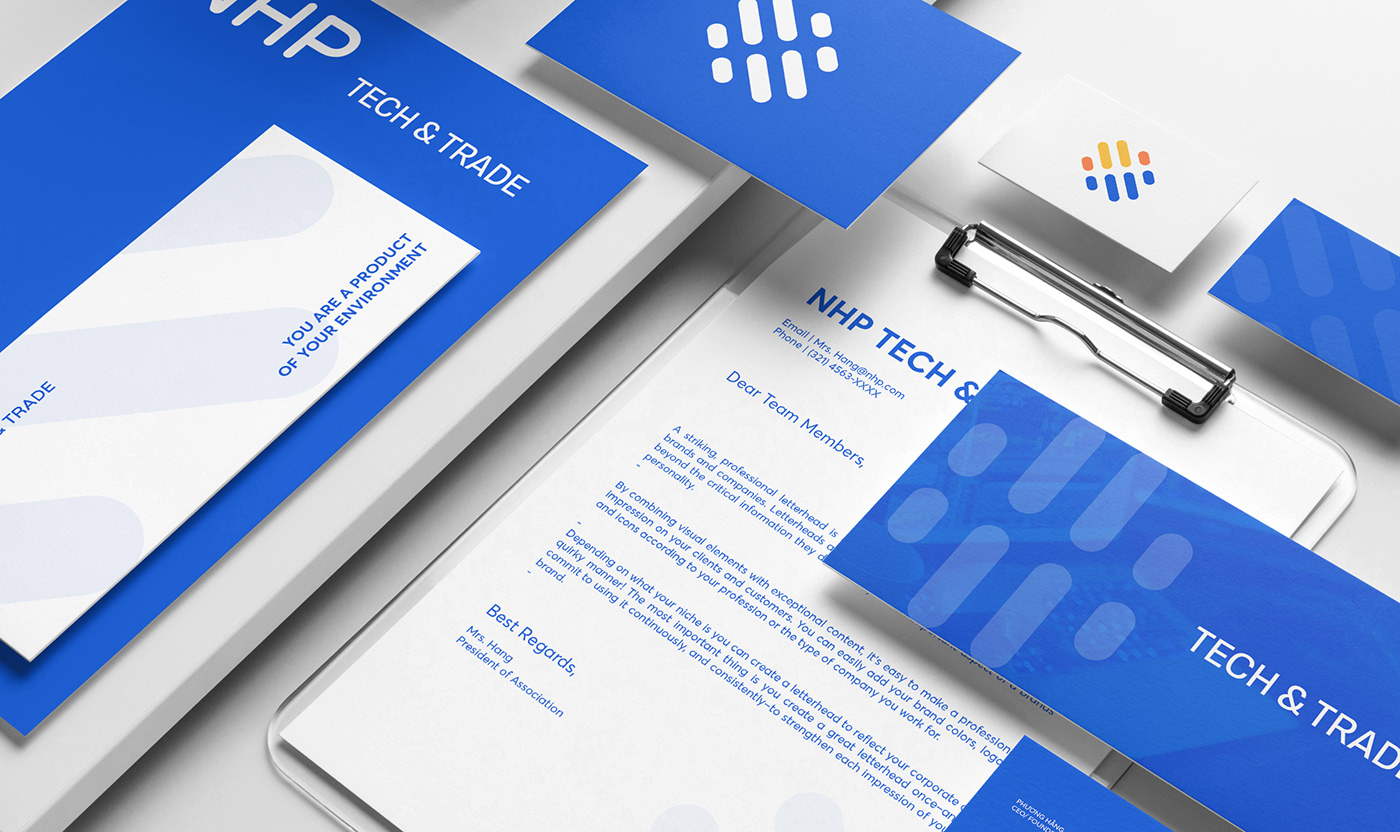 NHP
TECH & TRADE
YOU ARE A PRODUCT
OF YOUR ENVIRONMENT
& TRADE
NHP TECH &
Email | Mrs. Hang@nhp.com
Phone | (321) 4563-XXXX
Dear Team Members,
A striking, professional letterhead is
brands and companies. Letterheads
beyond the critical information they
-
personality.
By combining visual elements with exceptional content, it's easy to make a profession
impression on your clients and customers. You can easily add your brand colors, logo
and icons according to your profession or the type of company you work for.
-
Depending on what your niche is you can create a letterhead to reflect your corporate
quirky manner! The most important thing is you create a great letterhead once–an
commit to using it continuously, and consistently–to strengthen each impression of you
brand.
-
Best Regards,
Mrs. Hang
President of Association
TECH & TRAD
PHƯƠNG HẰNG
CEO/ FOUND